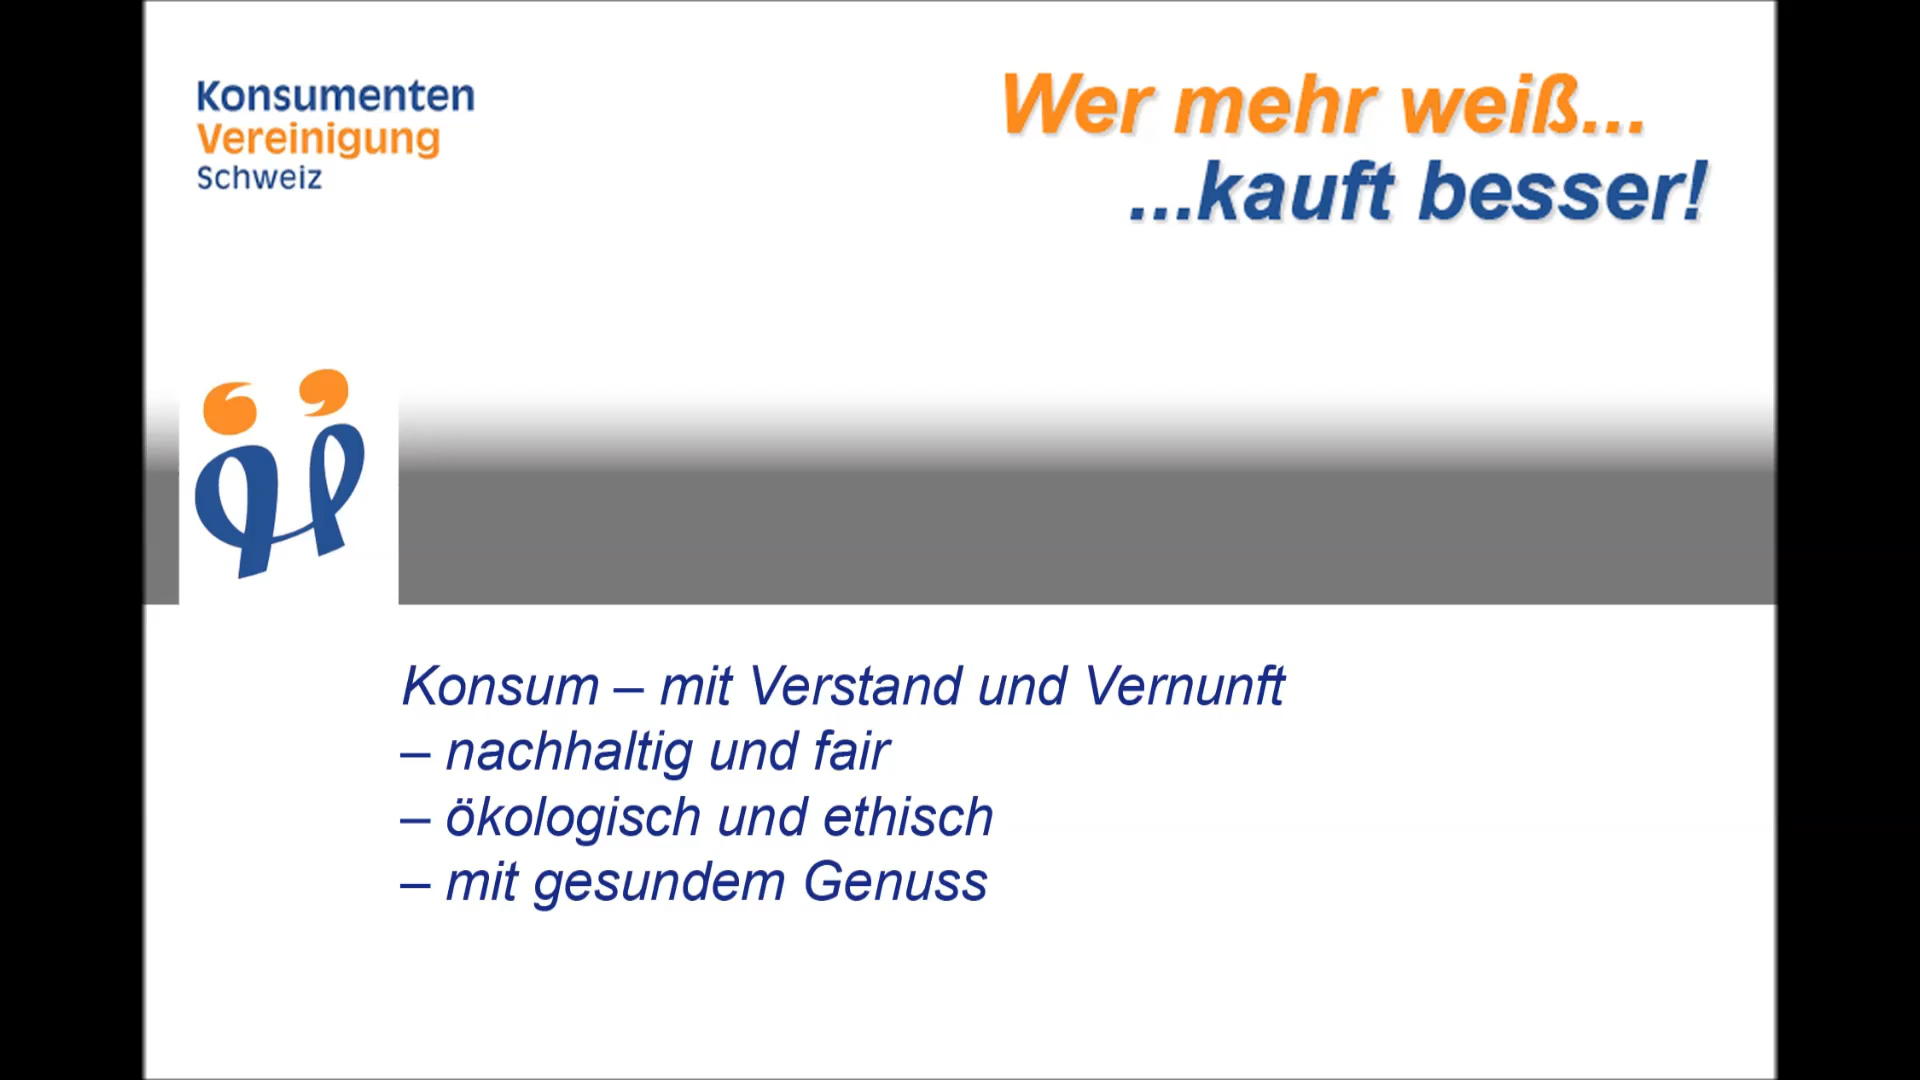 Konsumenten
Vereinigung
Schweiz
Wer mehr weiß...
...kauft besser!
Konsum – mit Verstand und Vernunft
– nachhaltig und fair
– ökologisch und ethisch
– mit gesundem Genuss